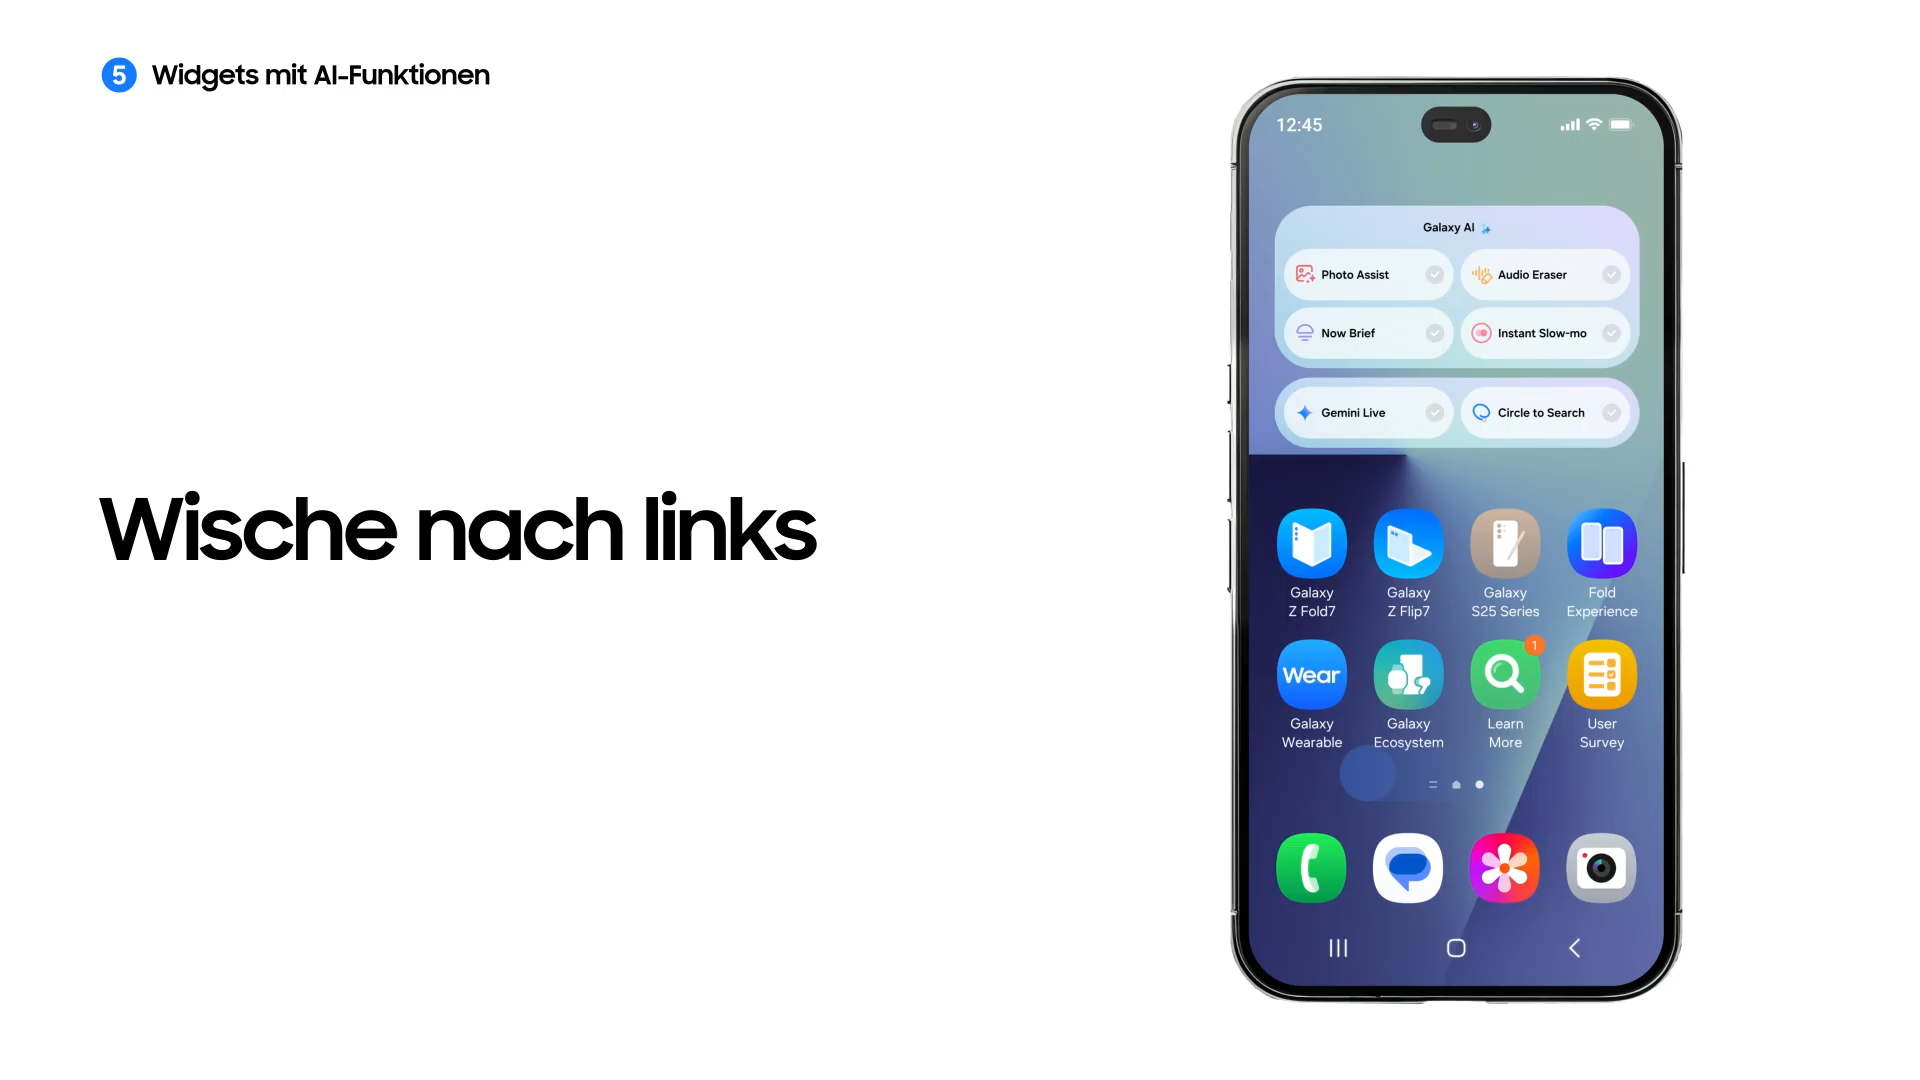 5 Widgets mit AI-Funktionen
Wische nach links
12:45
Galaxy AI
Photo Assist
Audio Eraser
Now Brief
Instant Slow-mo
Gemini Live
Circle to Search
Galaxy
Z Fold7
Galaxy
Z Flip7
Galaxy
S25 Series
Fold
Experience
Wear
1
Galaxy
Wearable
Galaxy
Ecosystem
Learn
More
User
Survey